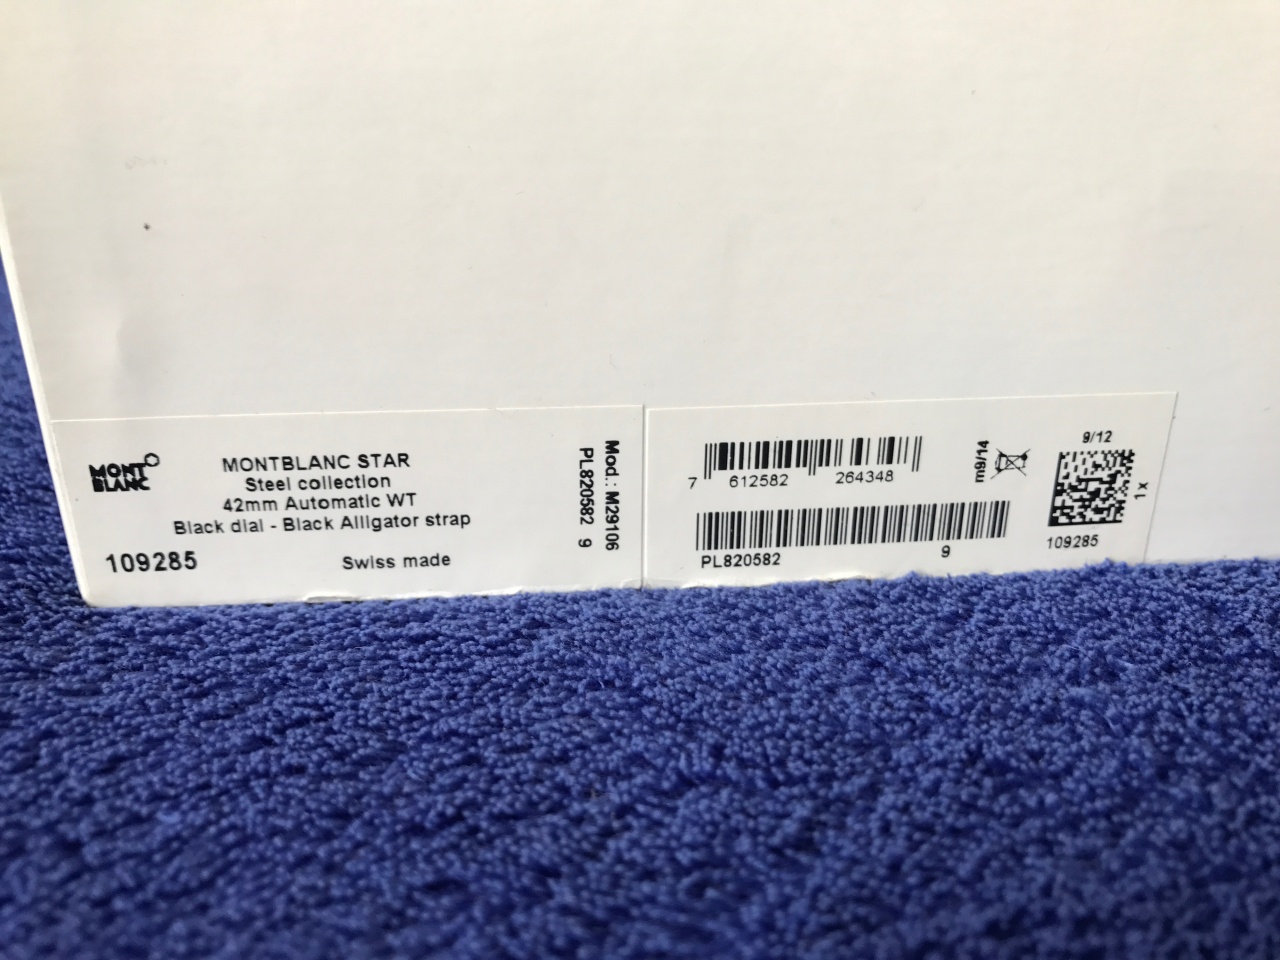 MONT
BLANC
MONTBLANC STAR
Steel collection
42mm Automatic WT
Black dial - Black Alligator strap
109285
Swiss made
Mod.: M29106
PL820582 9
7 612582 264348
PL820582 9
m9/14
9/12
1x
109285